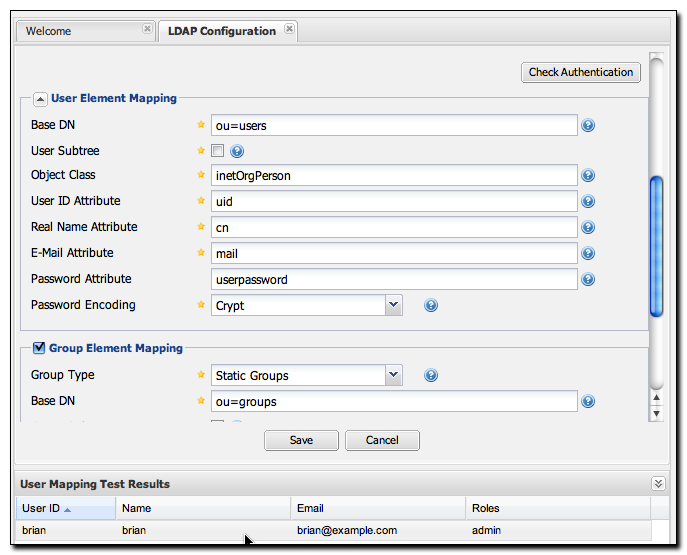 Welcome
LDAP Configuration
Check Authentication
User Element Mapping
Base DN ou=users
User Subtree
Object Class inetOrgPerson
User ID Attribute uid
Real Name Attribute cn
E-Mail Attribute mail
Password Attribute userpassword
Password Encoding Crypt
Group Element Mapping
Group Type Static Groups
Base DN ou=groups
Save Cancel
User Mapping Test Results
User ID Name Email Roles
brian brian brian@example.com admin